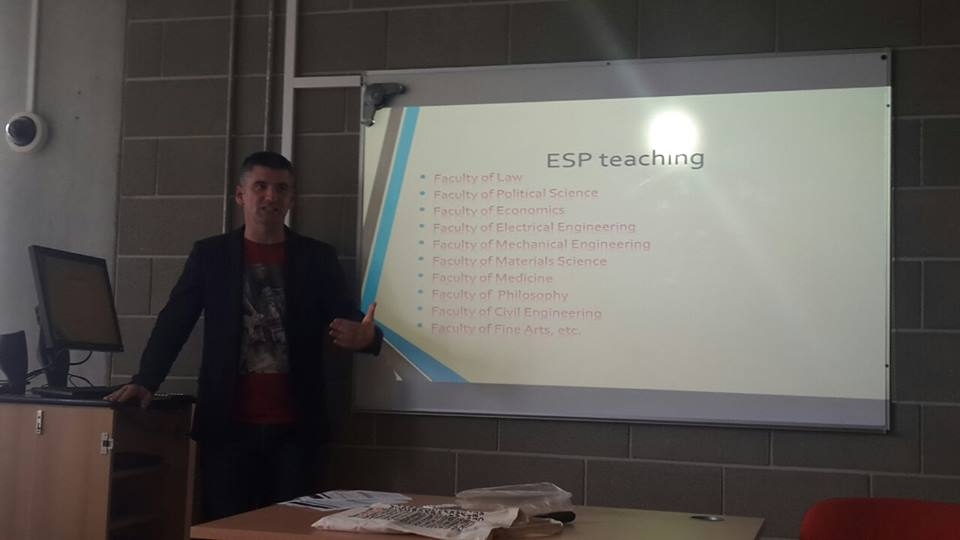 ESP teaching
Faculty of Law
Faculty of Political Science
Faculty of Economics
Faculty of Electrical Engineering
Faculty of Mechanical Engineering
Faculty of Materials Science
Faculty of Medicine
Faculty of Philosophy
Faculty of Civil Engineering
Faculty of Fine Arts, etc.